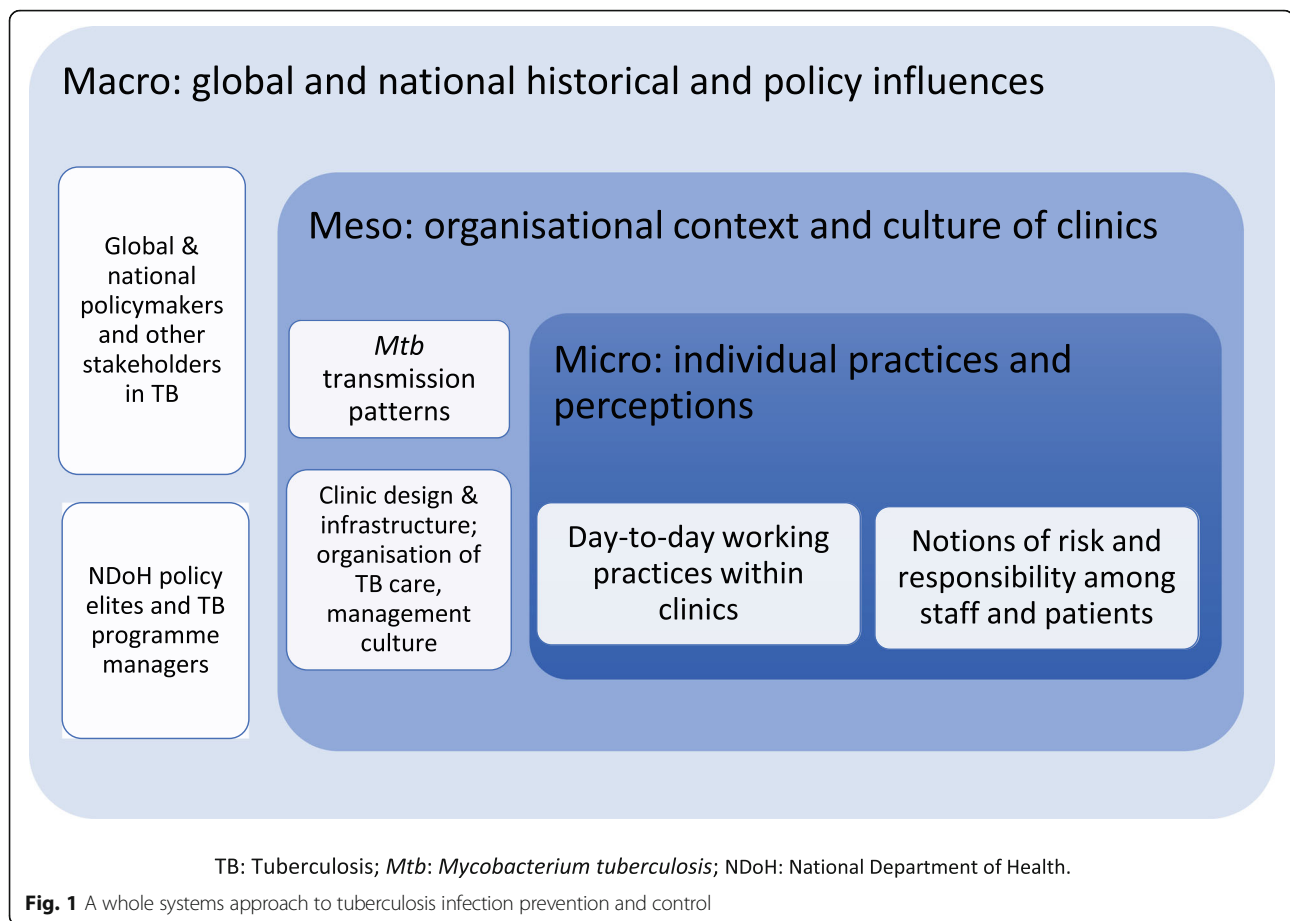 Macro: global and national historical and policy influences
Global &
national
policymakers
and other
stakeholders
in TB
NDoH policy
elites and TB
programme
managers
Meso: organisational context and culture of clinics
Mtb
transmission
patterns
Clinic design &
infrastructure;
organisation of
TB care,
management
culture
Micro: individual practices and
perceptions
Day-to-day working
practices within
clinics
Notions of risk and
responsibility among
staff and patients
TB: Tuberculosis; Mtb: Mycobacterium tuberculosis; NDoH: National Department of Health.
Fig. 1 A whole systems approach to tuberculosis infection prevention and control